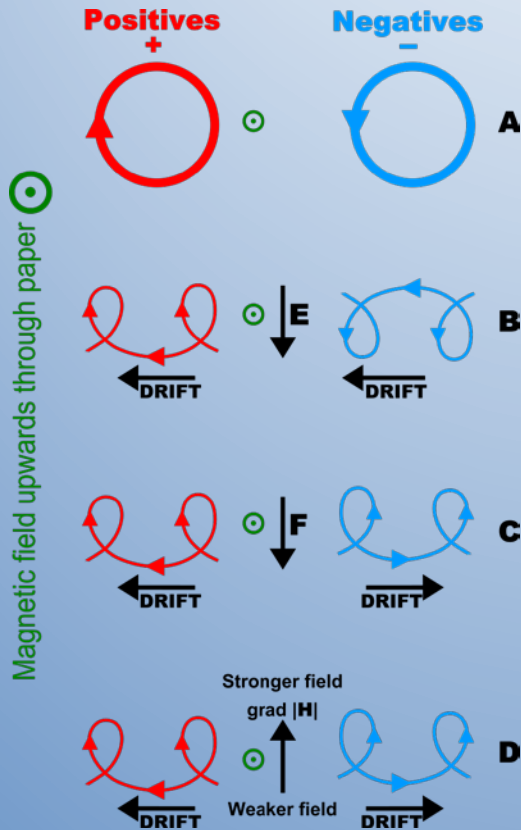 Positives
+
Negatives
−
A
Magnetic field upwards through paper
E
B
DRIFT
DRIFT
F
C
DRIFT
DRIFT
Stronger field
grad |H|
D
Weaker field
DRIFT
DRIFT